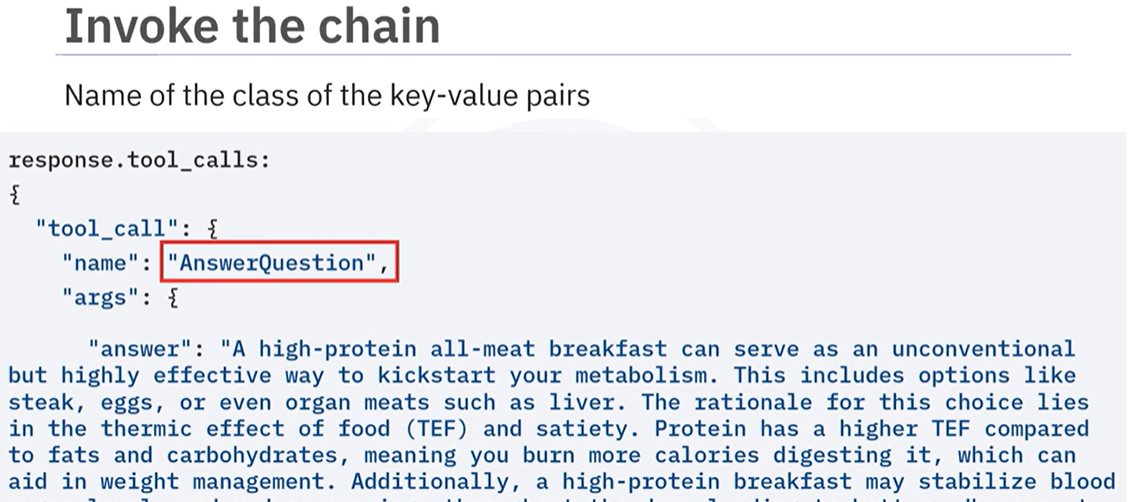 Invoke the chain
Name of the class of the key-value pairs
response.tool_calls:
{
"tool_call": {
"name": "AnswerQuestion",
"args": {
"answer": "A high-protein all-meat breakfast can serve as an unconventional
but highly effective way to kickstart your metabolism. This includes options like
steak, eggs, or even organ meats such as liver. The rationale for this choice lies
in the thermic effect of food (TEF) and satiety. Protein has a higher TEF compared
to fats and carbohydrates, meaning you burn more calories digesting it, which can
aid in weight management. Additionally, a high-protein breakfast may stabilize blood